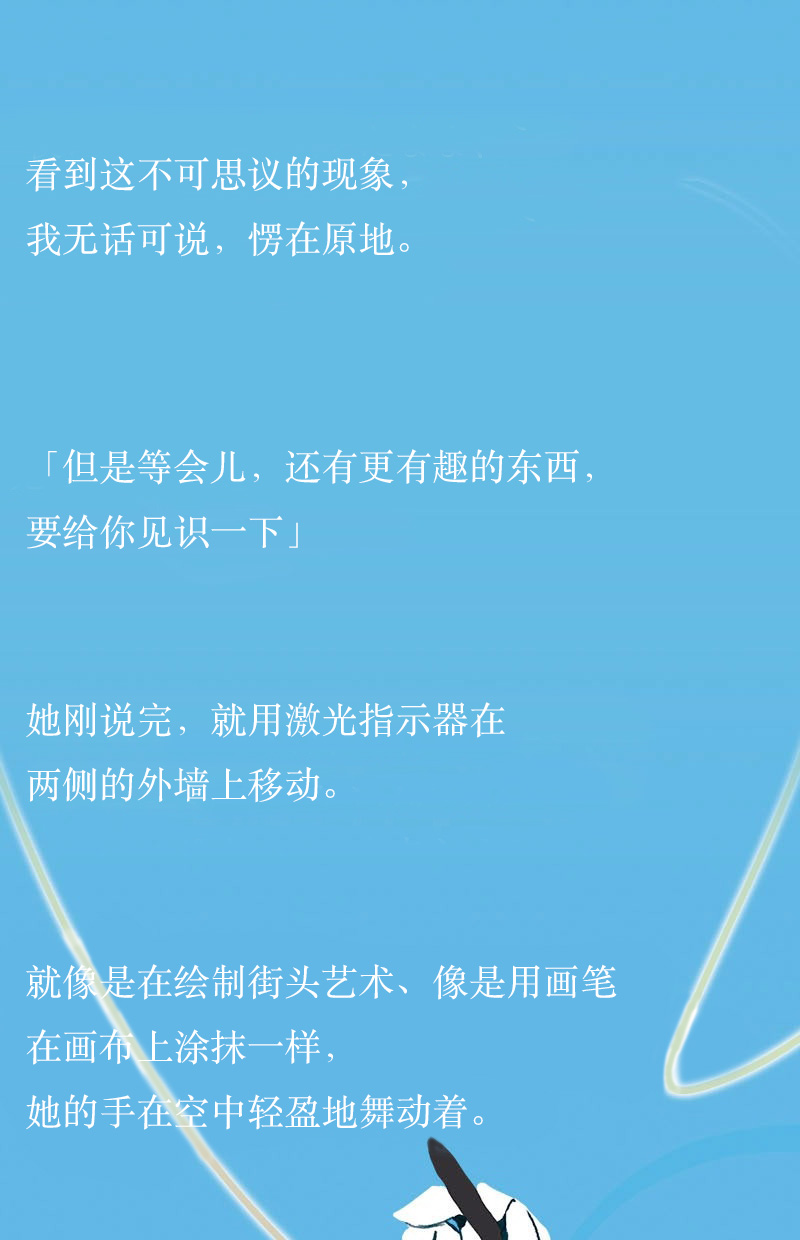 看到这不可思议的现象，
我无话可说，愣在原地。
「但是等会儿，还有更有趣的东西，
要给你见识一下」
她刚说完，就用激光指示器在
两侧的外墙上移动。
就像是在绘制街头艺术、像是用画笔
在画布上涂抹一样，
她的手在空中轻盈地舞动着。